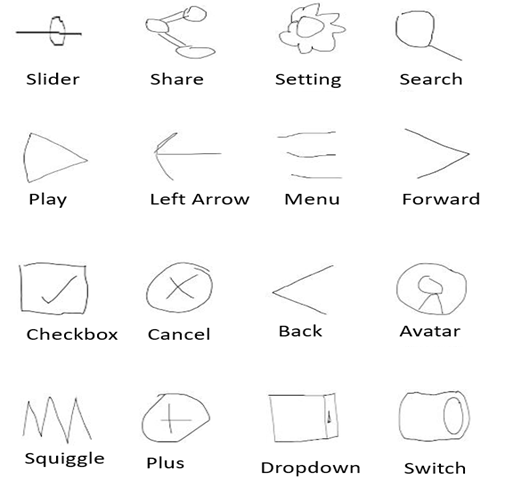 Slider Share Setting Search
Play Left Arrow Menu Forward
Checkbox Cancel Back Avatar
Squiggle Plus Dropdown Switch